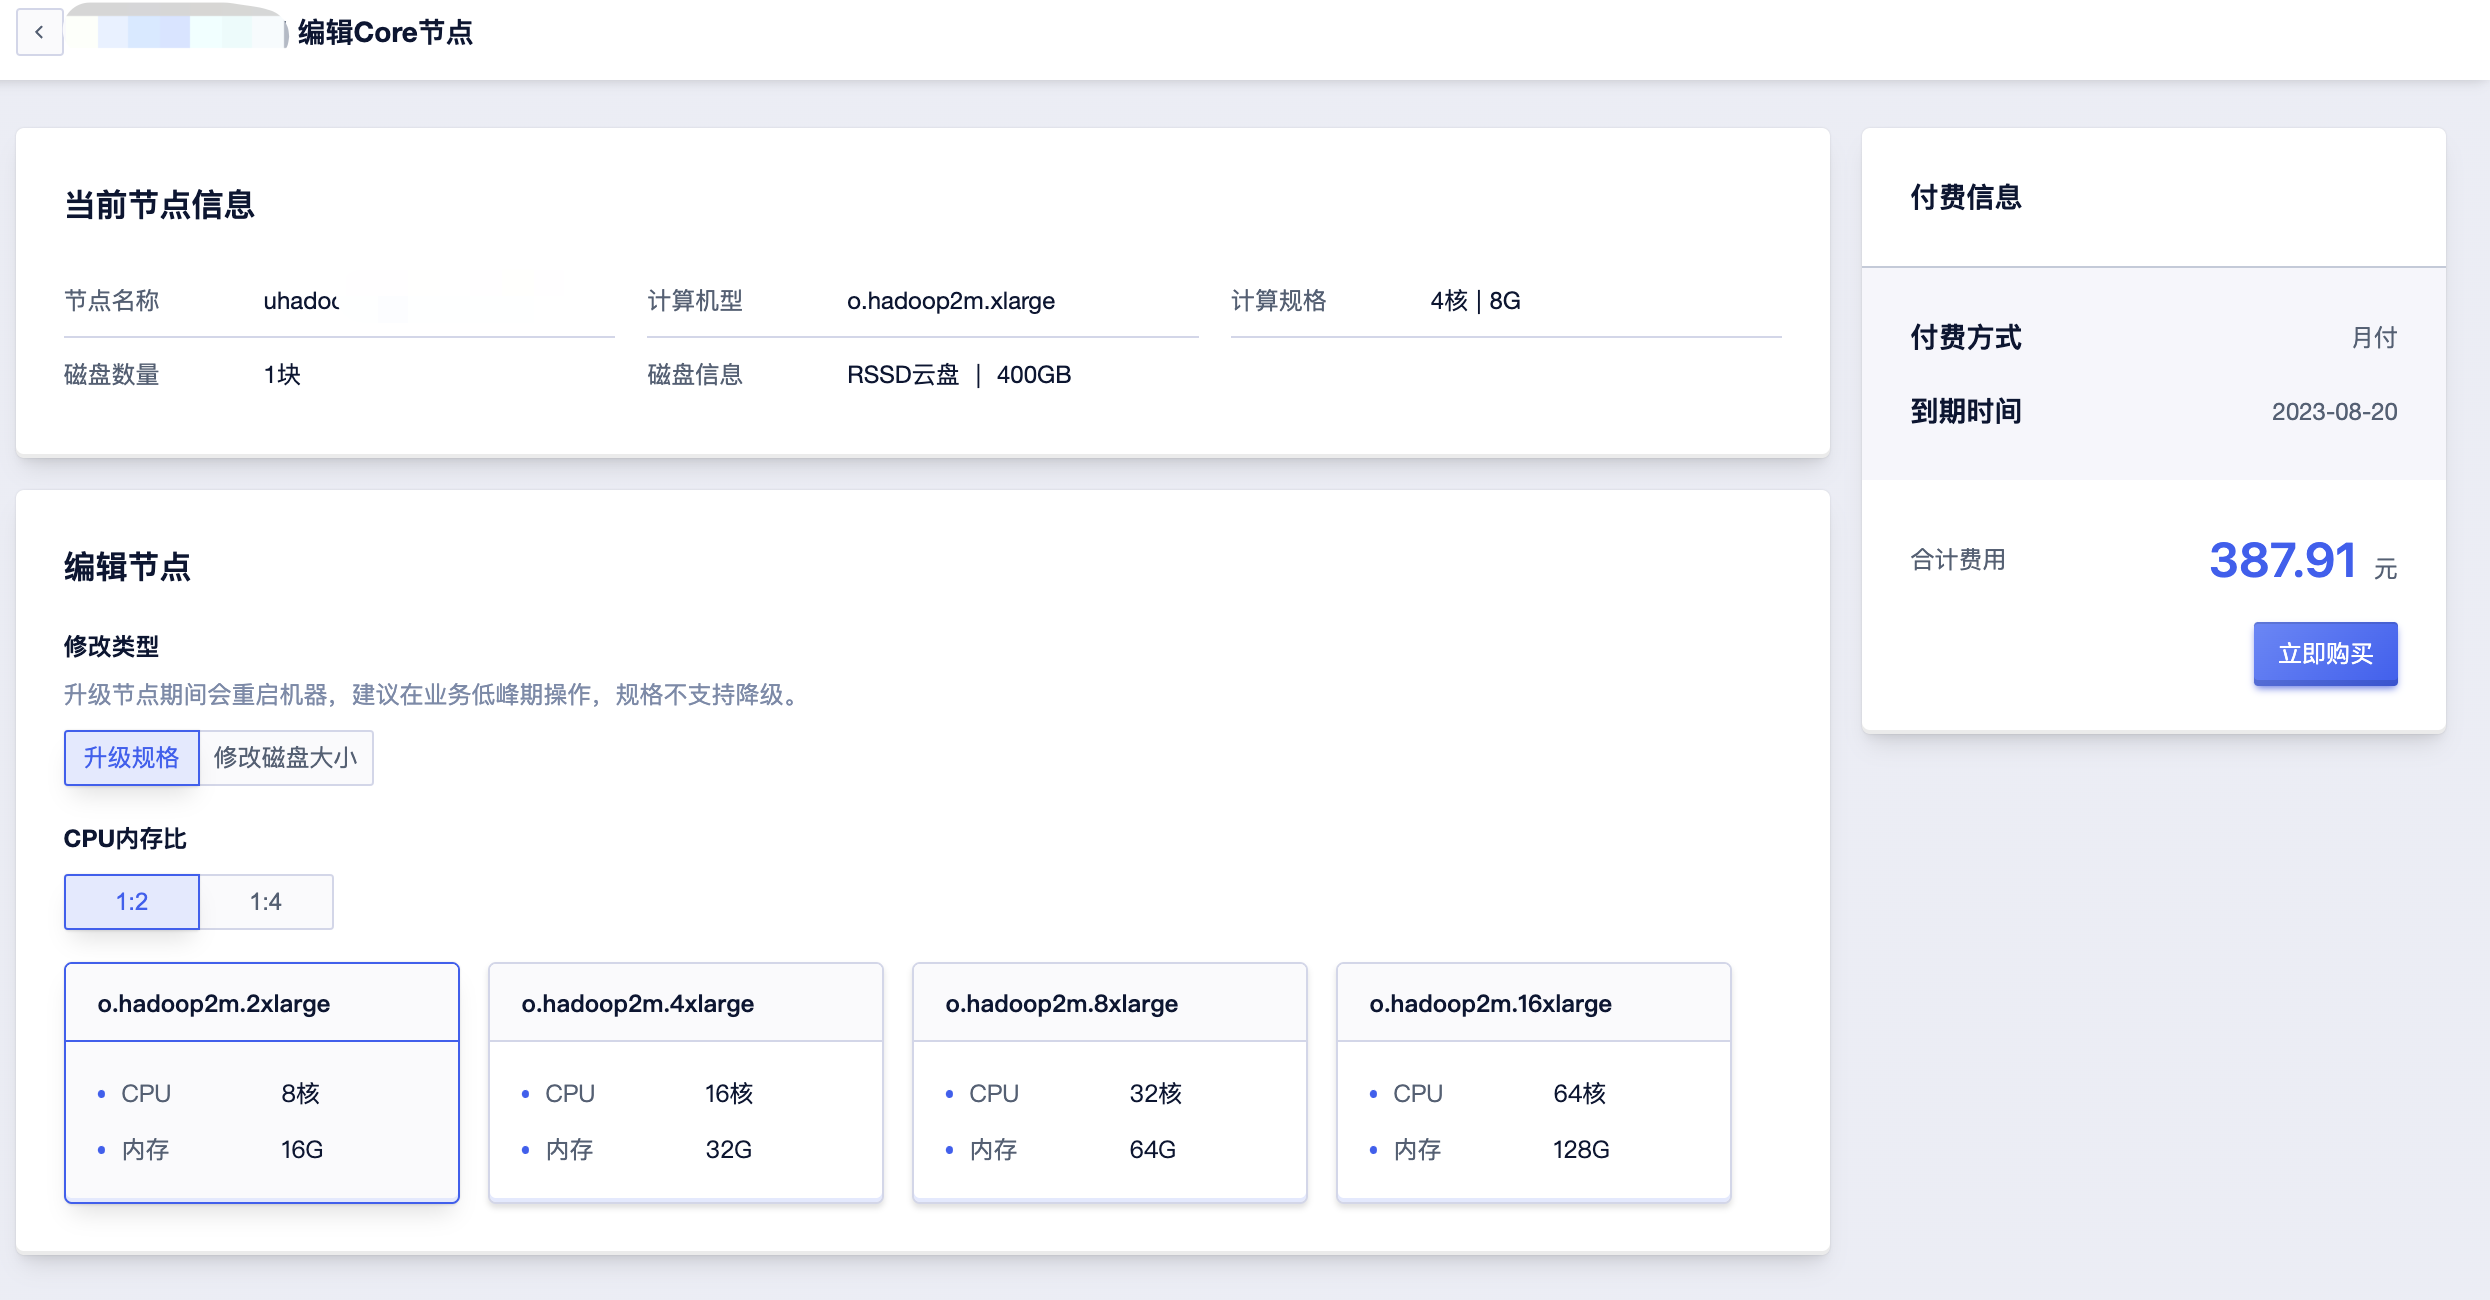 编辑Core节点
当前节点信息
节点名称 uhadoo
计算机型 o.hadoop2m.xlarge
计算规格 4核 | 8G
磁盘数量 1块
磁盘信息 RSSD云盘 | 400GB
编辑节点
修改类型
升级节点期间会重启机器，建议在业务低峰期操作，规格不支持降级。
升级规格 修改磁盘大小
CPU内存比
1:2 1:4
o.hadoop2m.2xlarge
CPU 8核
内存 16G
o.hadoop2m.4xlarge
CPU 16核
内存 32G
o.hadoop2m.8xlarge
CPU 32核
内存 64G
o.hadoop2m.16xlarge
CPU 64核
内存 128G
付费信息
付费方式 月付
到期时间 2023-08-20
合计费用 387.91 元
立即购买